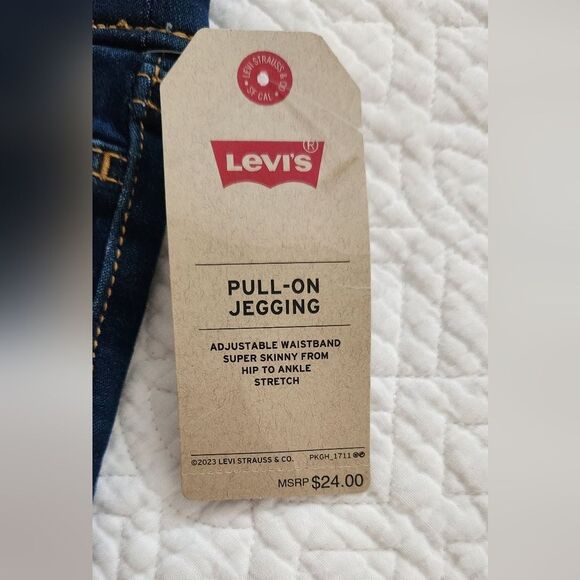 LEVI STRAUSS & CO
SF CAL
LEVI'S®
PULL-ON
JEGGING
ADJUSTABLE WAISTBAND
SUPER SKINNY FROM
HIP TO ANKLE
STRETCH
©2023 LEVI STRAUSS & CO. PKGH_1711
MSRP $24.00